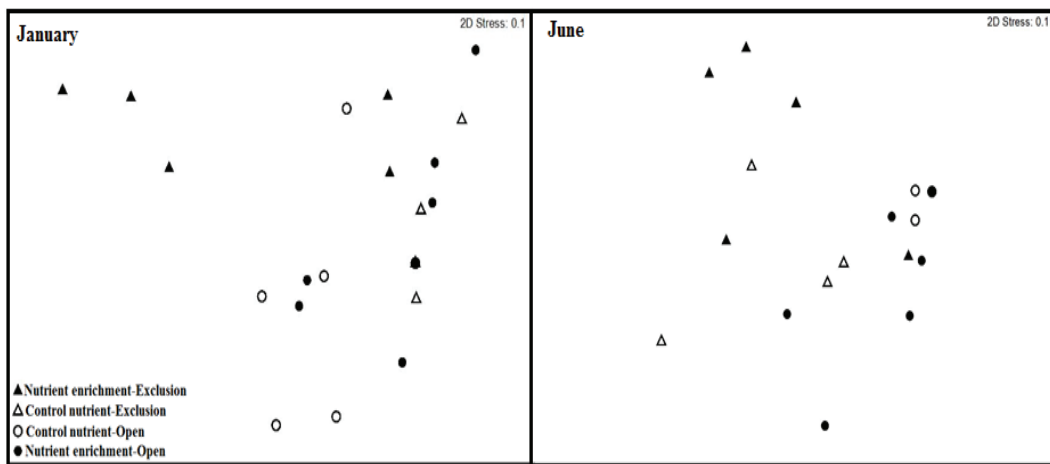 January
2D Stress: 0.1
June
2D Stress: 0.1
Nutrient enrichment-Exclusion
Control nutrient-Exclusion
Control nutrient-Open
Nutrient enrichment-Open